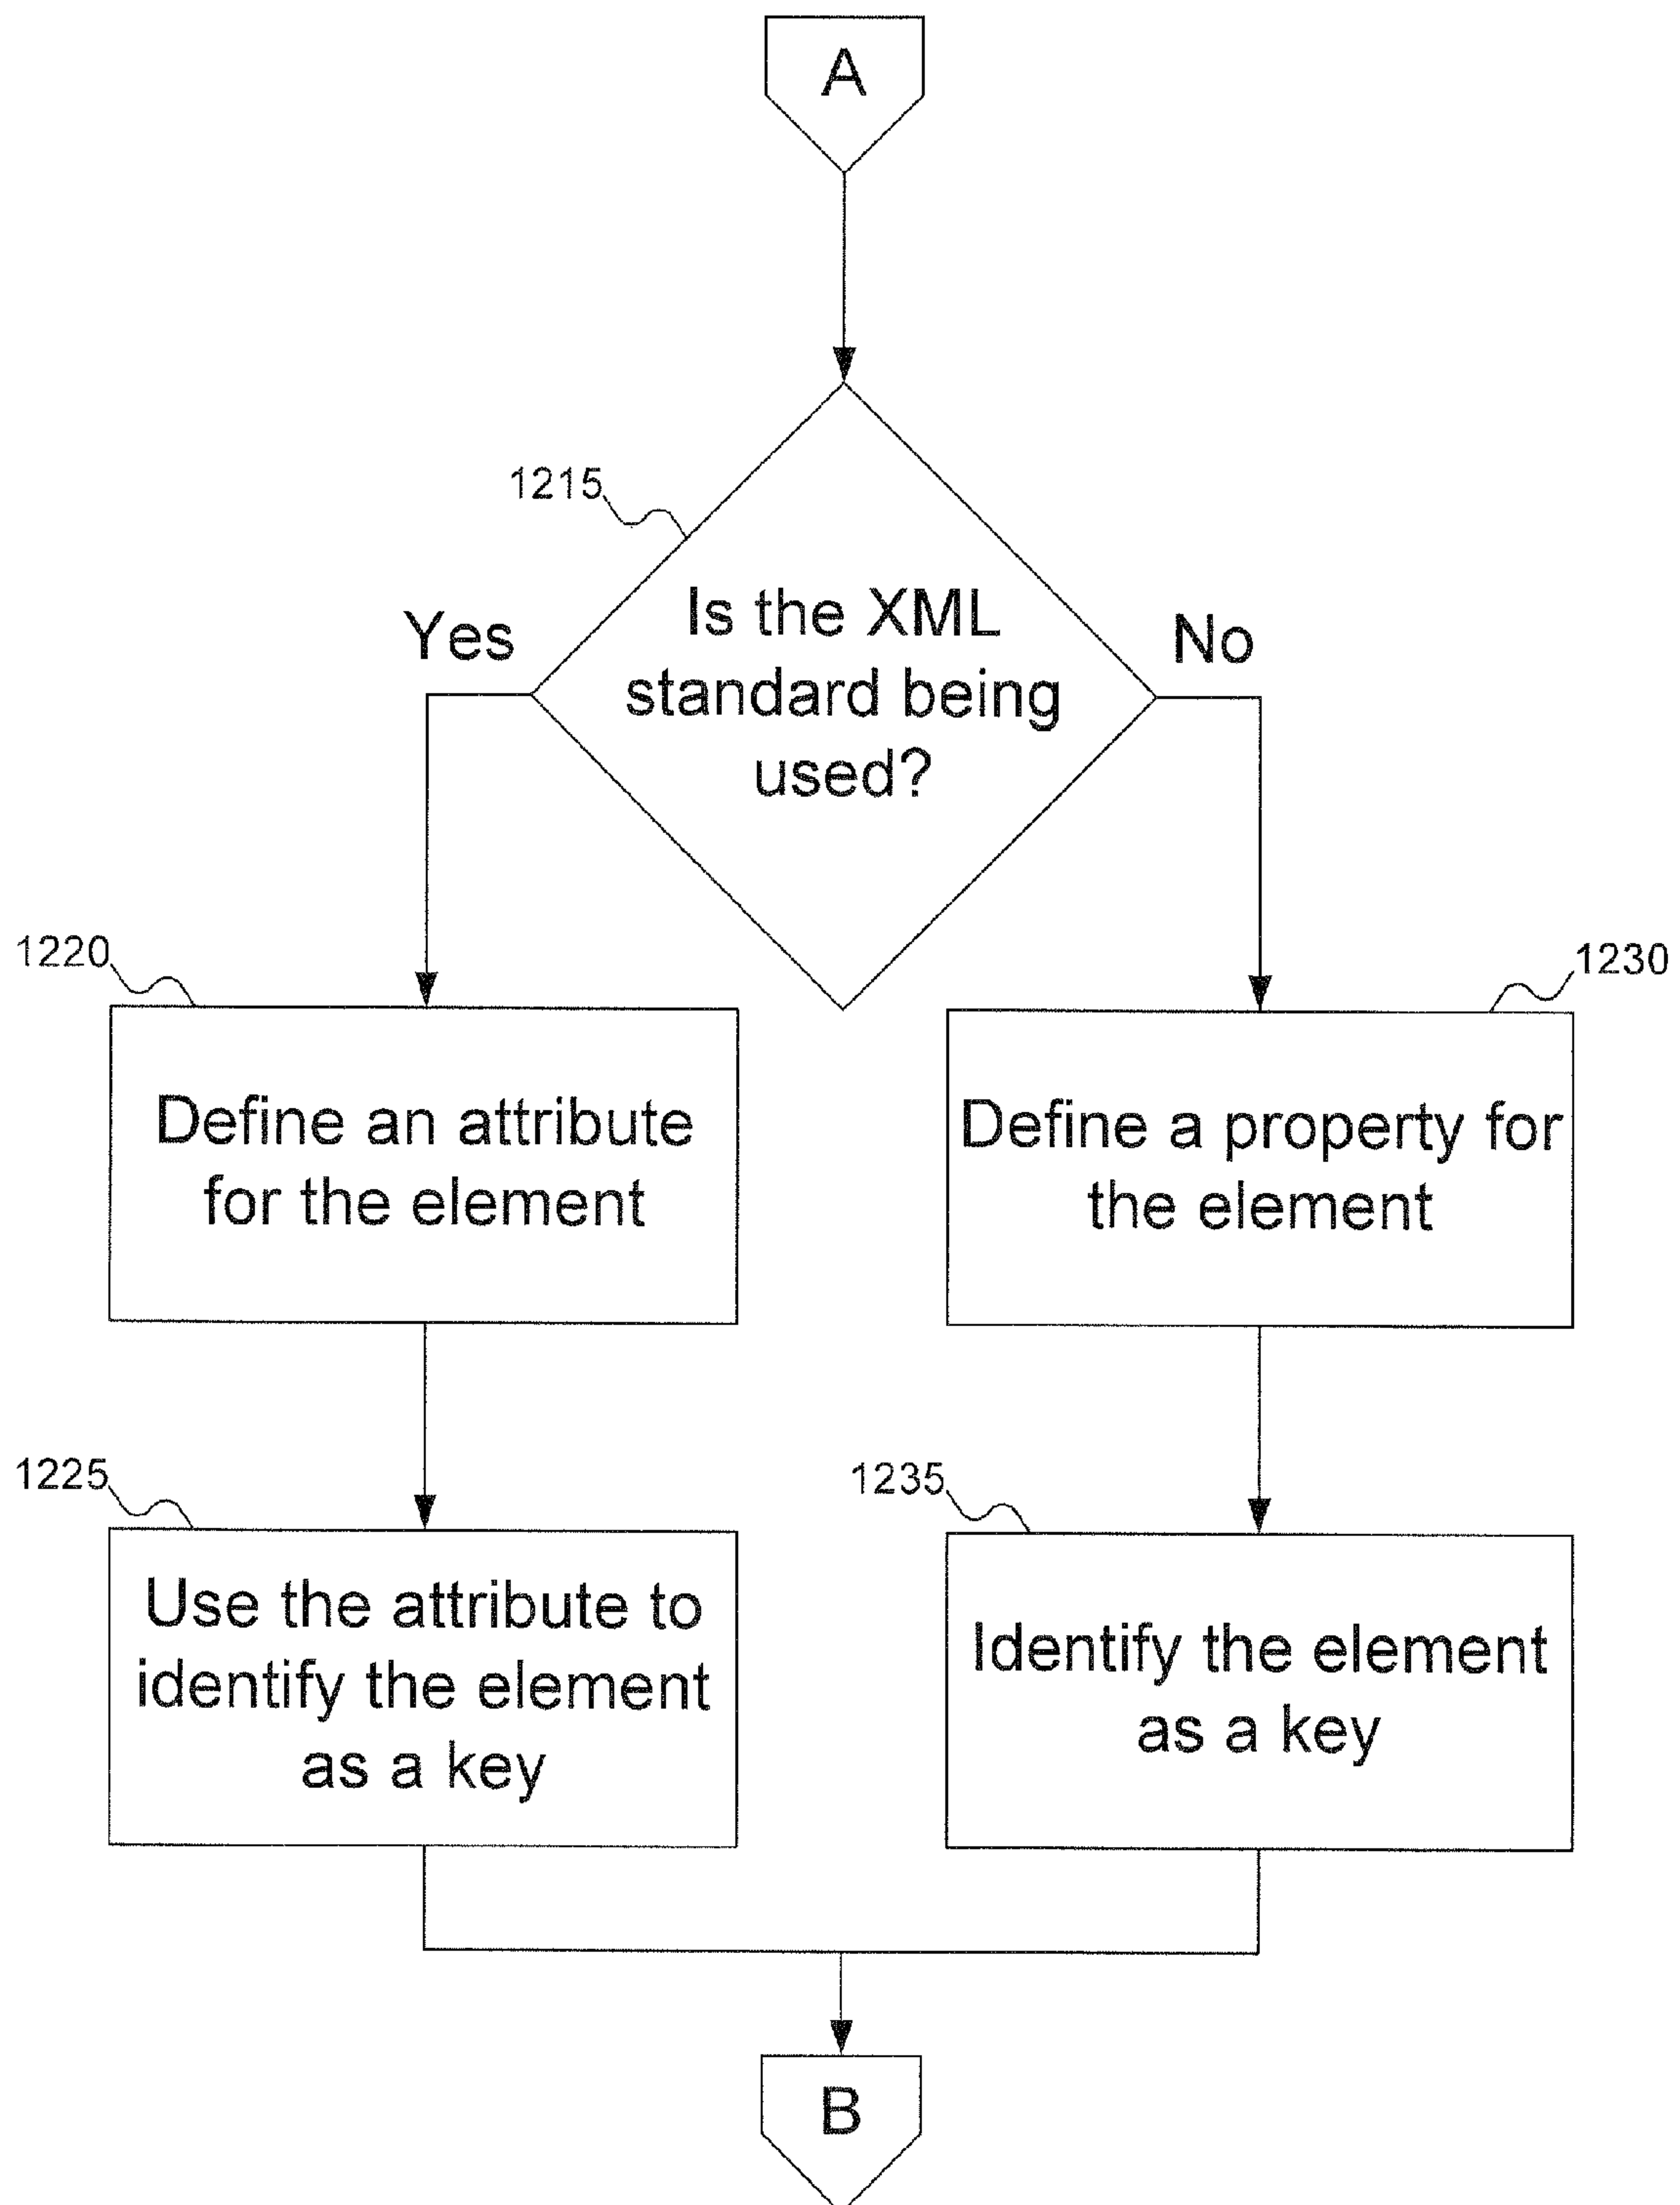 A
1215
Is the XML
standard being
used?
Yes
No
1220
Define an attribute
for the element
1230
Define a property for
the element
1225
Use the attribute to
identify the element
as a key
1235
Identify the element
as a key
B